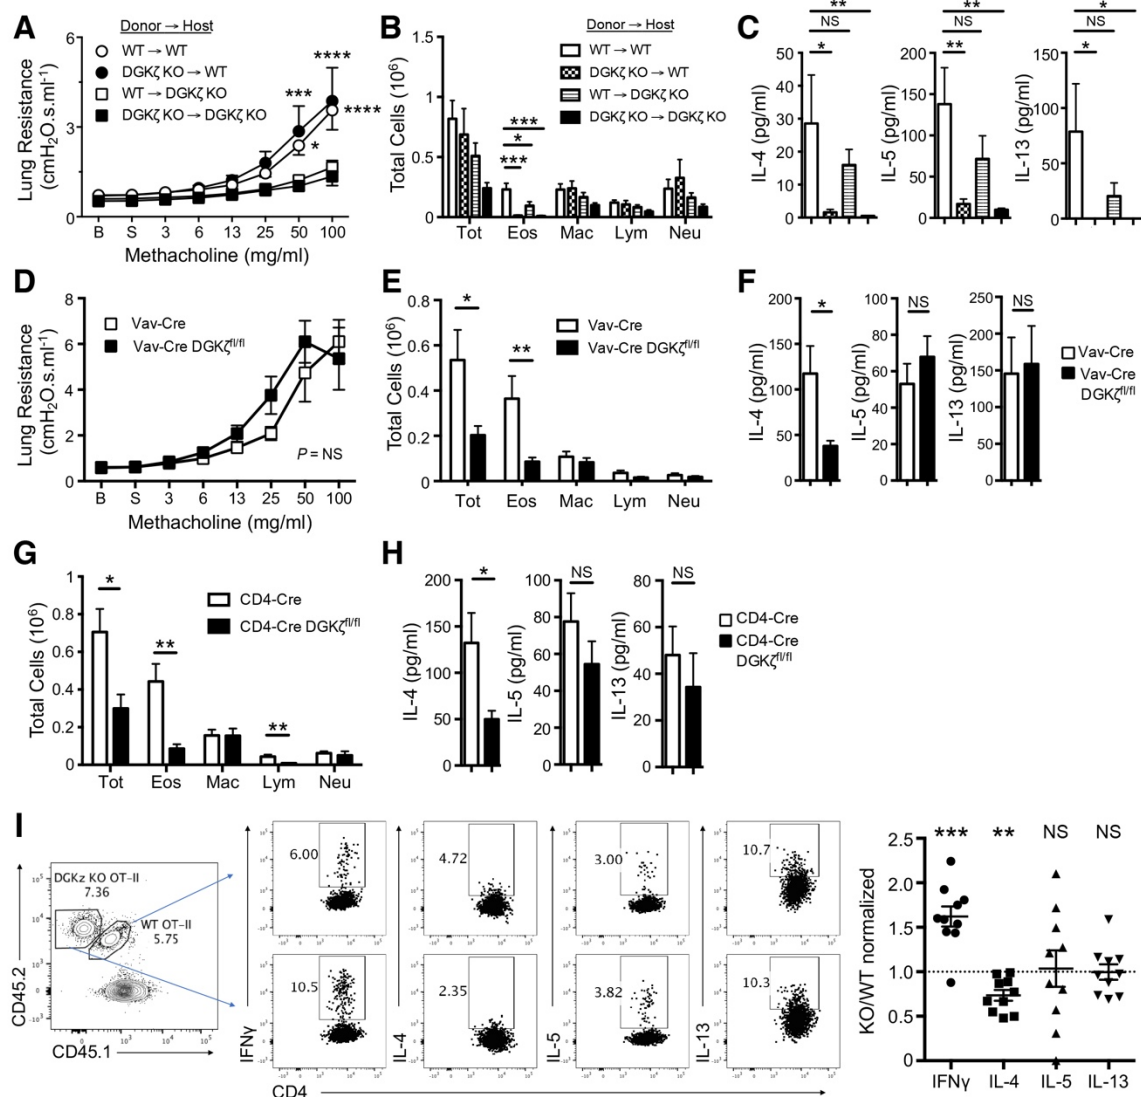 A
Donor → Host
WT → WT
DGKζ KO → WT
WT → DGKζ KO
DGKζ KO → DGKζ KO
Lung Resistance
(cmH2O.s.ml-1)
6
3
0
***
****
****
*
B S 3 6 13 25 50 100
Methacholine (mg/ml)
B
Donor → Host
WT → WT
DGKζ KO → WT
WT → DGKζ KO
DGKζ KO → DGKζ KO
Total Cells (10^6)
1.5
1
0.5
0
***
*
***
Tot Eos Mac Lym Neu
C
**
NS
*
IL-4 (pg/ml)
50
40
30
20
10
0
**
NS
**
IL-5 (pg/ml)
200
150
100
50
0
*
NS
*
IL-13 (pg/ml)
150
100
50
0
D
Lung Resistance
(cmH2O.s.ml-1)
8
6
4
2
0
Vav-Cre
Vav-Cre DGKζfl/fl
P = NS
B S 3 6 13 25 50 100
Methacholine (mg/ml)
E
Total Cells (10^6)
0.8
0.6
0.4
0.2
0
*
**
Vav-Cre
Vav-Cre DGKζfl/fl
Tot Eos Mac Lym Neu
F
IL-4 (pg/ml)
200
150
100
50
0
*
IL-5 (pg/ml)
100
80
60
40
20
0
NS
IL-13 (pg/ml)
250
200
150
100
50
0
NS
Vav-Cre
Vav-Cre
DGKζfl/fl
G
Total Cells (10^6)
1
0.8
0.6
0.4
0.2
0
*
**
**
CD4-Cre
CD4-Cre DGKζfl/fl
Tot Eos Mac Lym Neu
H
IL-4 (pg/ml)
200
150
100
50
0
*
IL-5 (pg/ml)
100
80
60
40
20
0
NS
IL-13 (pg/ml)
80
60
40
20
0
NS
CD4-Cre
CD4-Cre
DGKζfl/fl
I
CD45.2
DGKz KO OT-II
7.36
WT OT-II
5.75
CD45.1
IFNγ
6.00
10.5
IL-4
4.72
2.35
IL-5
3.00
3.82
IL-13
10.7
10.3
CD4
KO/WT normalized
2.5
2.0
1.5
1.0
0.5
0
*** ** NS NS
IFNγ IL-4 IL-5 IL-13